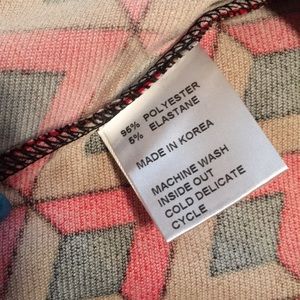 95% POLYESTER
5% ELASTANE
MADE IN KOREA
MACHINE WASH
INSIDE OUT
COLD DELICATE
CYCLE